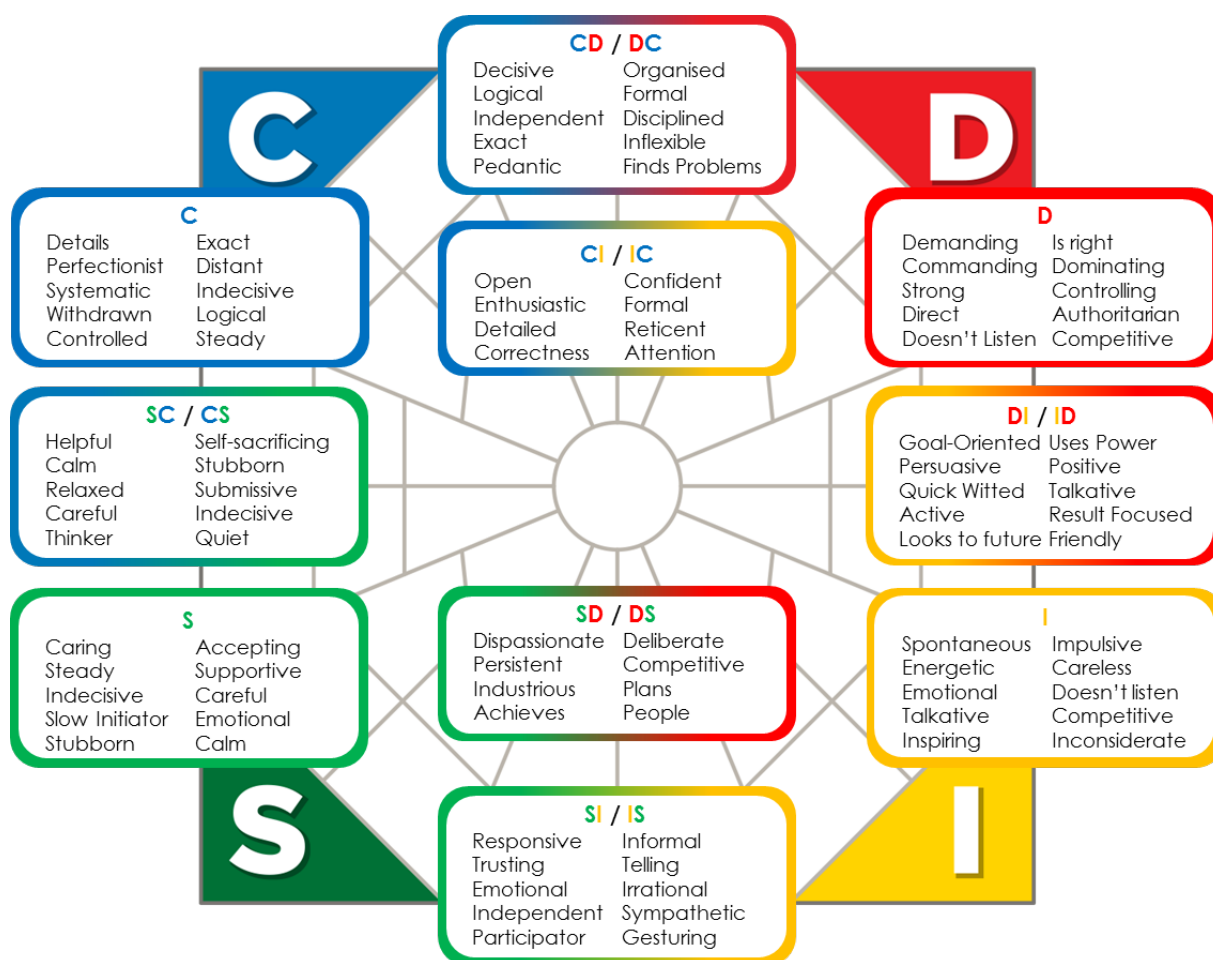 C
D
CD / DC
Decisive Organised
Logical Formal
Independent Disciplined
Exact Inflexible
Pedantic Finds Problems
C
Details Exact
Perfectionist Distant
Systematic Indecisive
Withdrawn Logical
Controlled Steady
CI / IC
Open Confident
Enthusiastic Formal
Detailed Reticent
Correctness Attention
D
Demanding Is right
Commanding Dominating
Strong Controlling
Direct Authoritarian
Doesn't Listen Competitive
SC / CS
Helpful Self-sacrificing
Calm Stubborn
Relaxed Submissive
Careful Indecisive
Thinker Quiet
DI / ID
Goal-Oriented Uses Power
Persuasive Positive
Quick Witted Talkative
Active Result Focused
Looks to future Friendly
S
Caring Accepting
Steady Supportive
Indecisive Careful
Slow Initiator Emotional
Stubborn Calm
SD / DS
Dispassionate Deliberate
Persistent Competitive
Industrious Plans
Achieves People
I
Spontaneous Impulsive
Energetic Careless
Emotional Doesn't listen
Talkative Competitive
Inspiring Inconsiderate
S
I
SI / IS
Responsive Informal
Trusting Telling
Emotional Irrational
Independent Sympathetic
Participator Gesturing